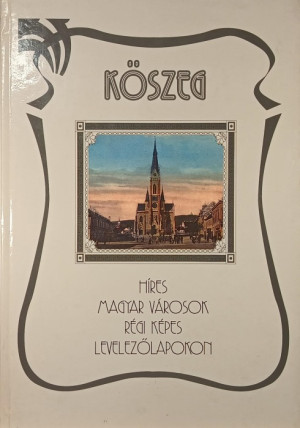 KŐSZEG
HÍRES
MAGYAR VÁROSOK
RÉGI KÉPES
LEVELEZŐLAPOKON